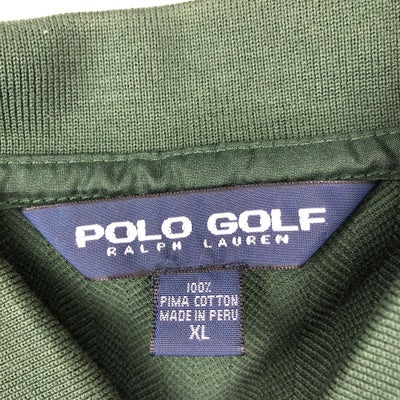 POLO GOLF
RALPH LAUREN
100%
PIMA COTTON
MADE IN PERU
XL